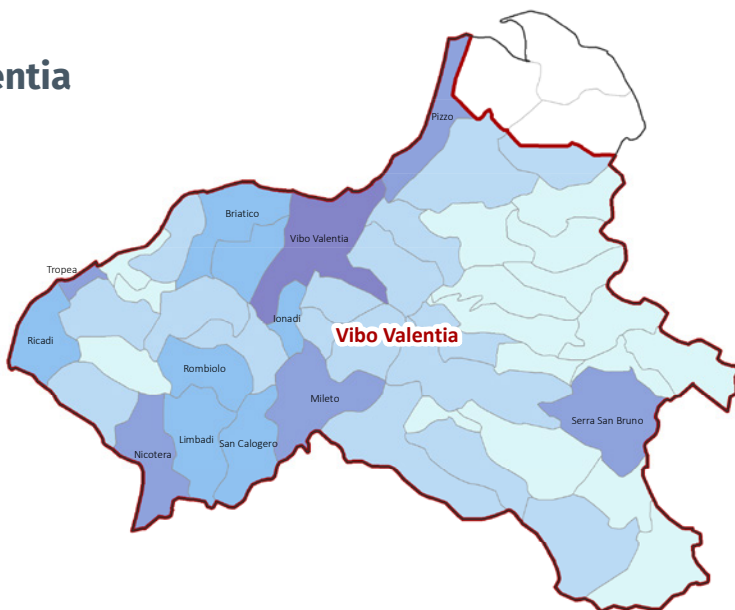 entia
Pizzo
Briatico
Vibo Valentia
Tropea
Ionadi
Ricadi
Vibo Valentia
Rombiolo
Mileto
Serra San Bruno
Limbadi
San Calogero
Nicotera